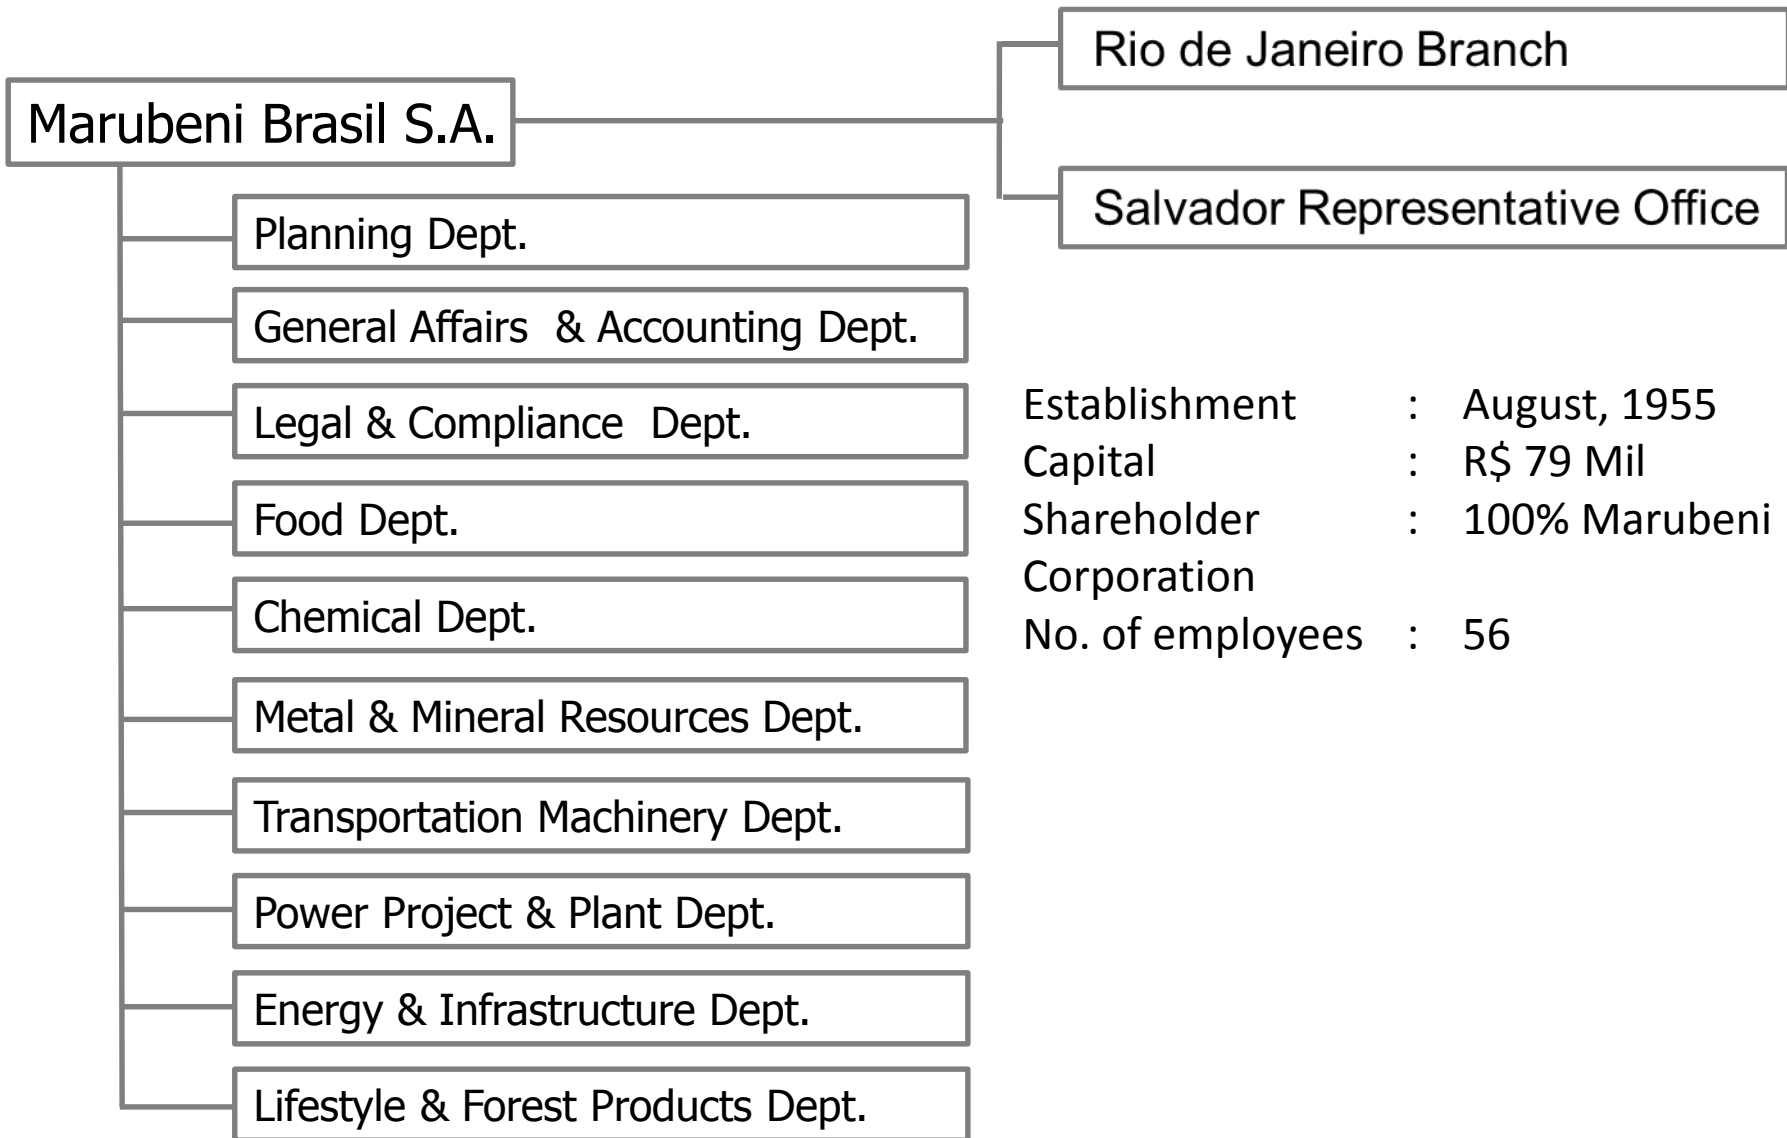 Marubeni Brasil S.A.
Rio de Janeiro Branch
Salvador Representative Office
Planning Dept.
General Affairs & Accounting Dept.
Legal & Compliance Dept.
Food Dept.
Chemical Dept.
Metal & Mineral Resources Dept.
Transportation Machinery Dept.
Power Project & Plant Dept.
Energy & Infrastructure Dept.
Lifestyle & Forest Products Dept.
Establishment : August, 1955
Capital : R$ 79 Mil
Shareholder : 100% Marubeni
Corporation
No. of employees : 56